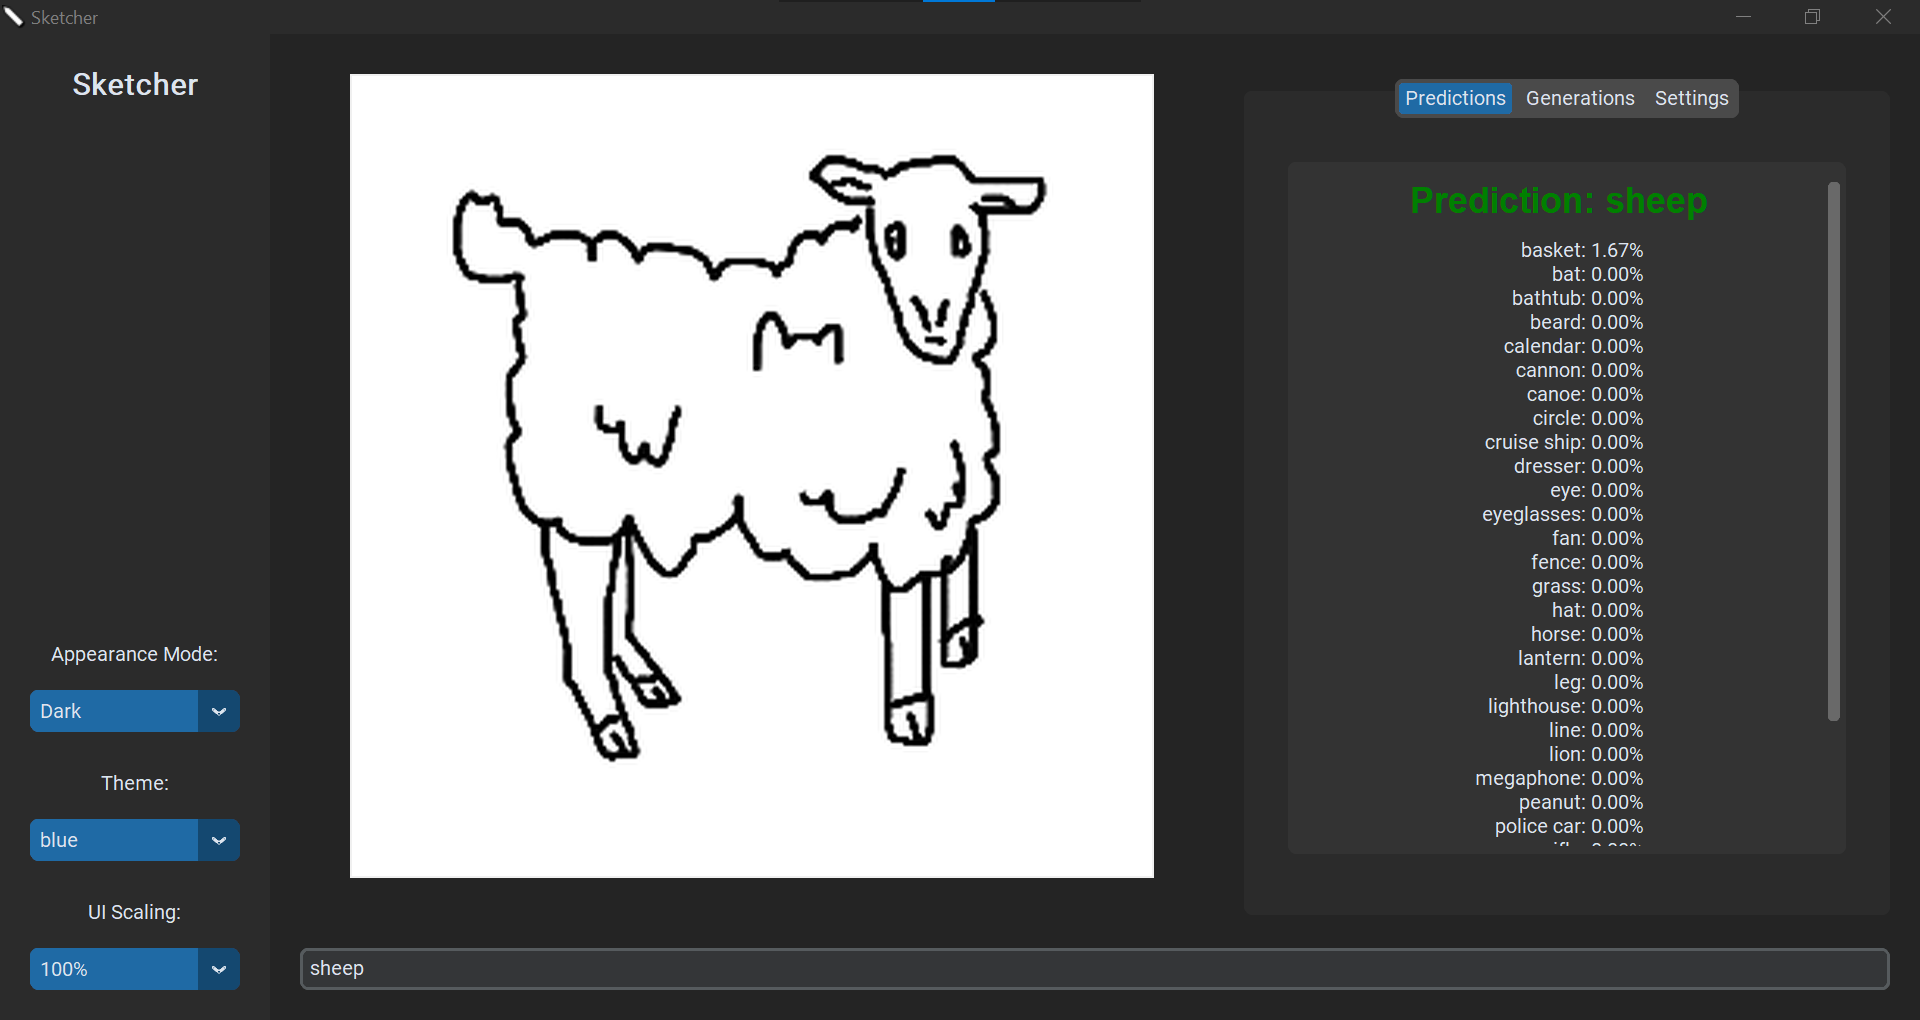 Sketcher
Sketcher
Predictions Generations Settings
Prediction: sheep
basket: 1.67%
bat: 0.00%
bathtub: 0.00%
beard: 0.00%
calendar: 0.00%
cannon: 0.00%
canoe: 0.00%
circle: 0.00%
cruise ship: 0.00%
dresser: 0.00%
eye: 0.00%
eyeglasses: 0.00%
fan: 0.00%
fence: 0.00%
grass: 0.00%
hat: 0.00%
horse: 0.00%
lantern: 0.00%
leg: 0.00%
lighthouse: 0.00%
line: 0.00%
lion: 0.00%
megaphone: 0.00%
peanut: 0.00%
police car: 0.00%
Appearance Mode:
Dark
Theme:
blue
UI Scaling:
100%
sheep